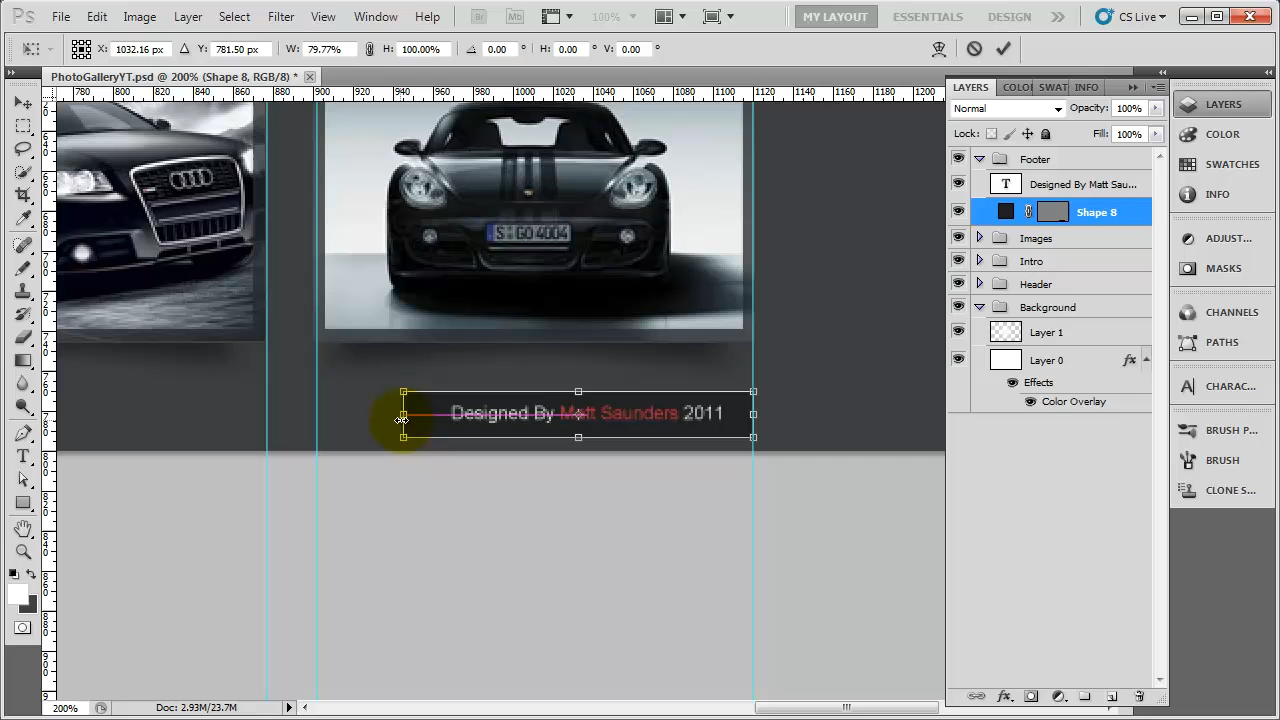 Ps File Edit Image Layer Select Filter View Window Help Br Mb 100% MY LAYOUT ESSENTIALS DESIGN CS Live
X: 1032.16 px Y: 781.50 px W: 79.77% H: 100.00% 0.00 ° H: 0.00 ° V: 0.00 °
PhotoGalleryYT.psd @ 200% (Shape 8, RGB/8) *
780 800 820 840 860 880 900 920 940 960 980 1000 1020 1040 1060 1080 1100 1120 1140 1160 1180 1200
LAYERS SWAT INFO
Normal Opacity: 100%
Lock: Fill: 100%
Footer
T Designed By Matt Sau...
Shape 8
Images
Intro
Header
Background
Layer 1
Layer 0 fx
Effects
Color Overlay
LAYERS
COLOR
SWATCHES
INFO
ADJUST...
MASKS
CHANNELS
PATHS
CHARAC...
BRUSH P...
BRUSH
CLONE S...
S GO 4004
Designed By Matt Saunders 2011
200% Doc: 2.93M/23.7M